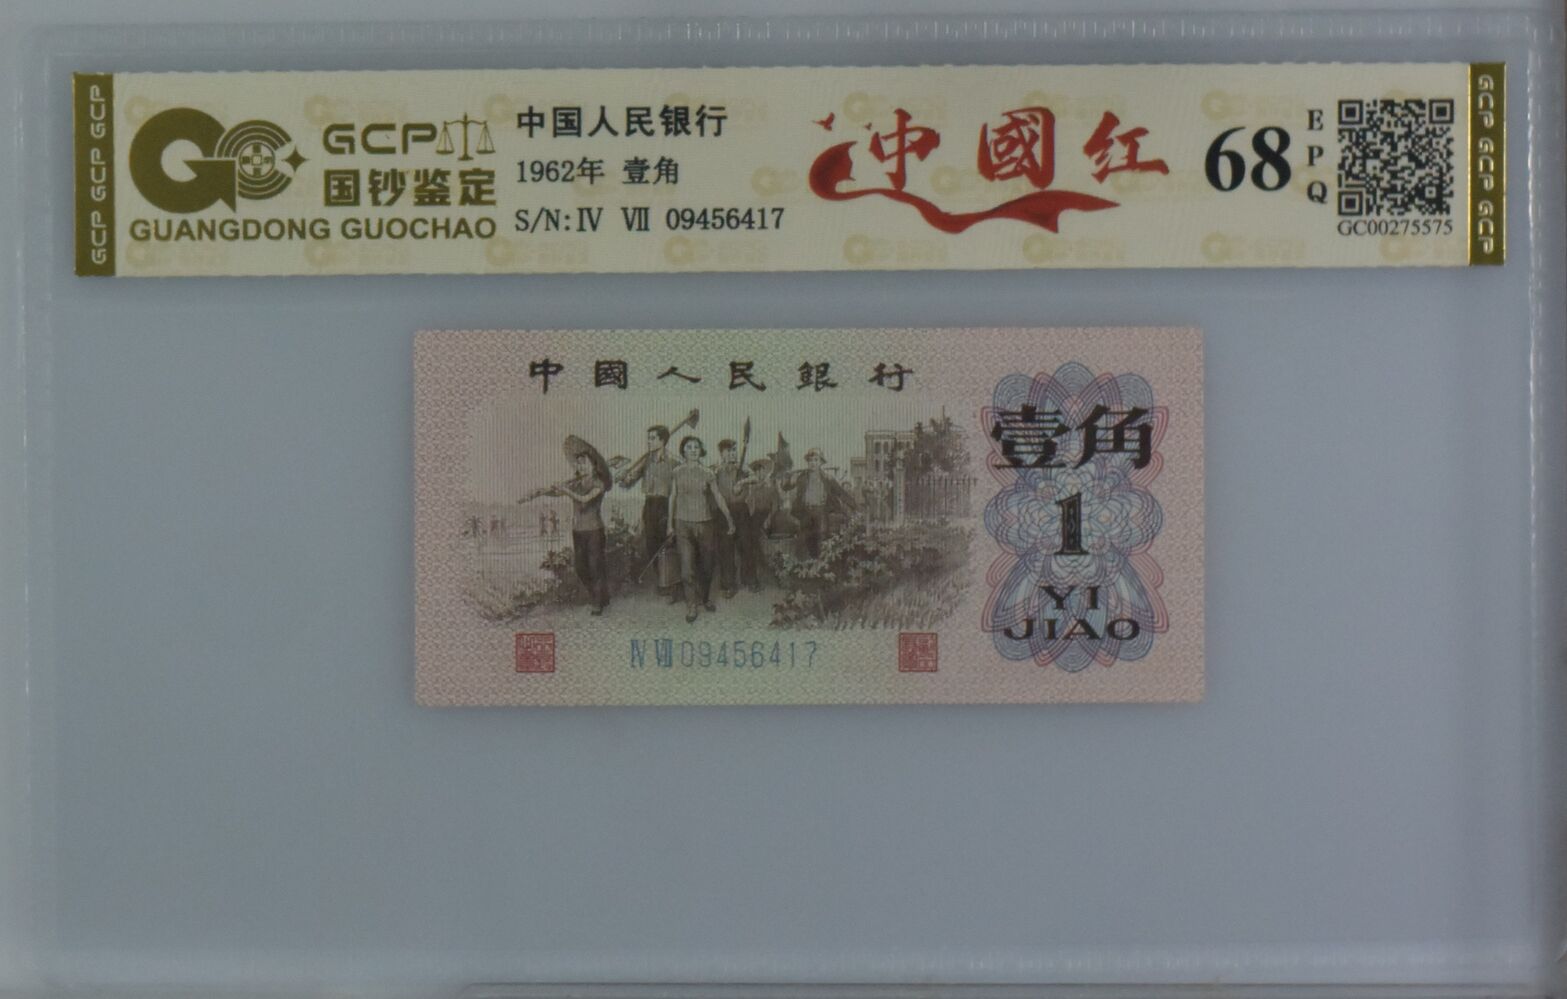 GCP GCP GCP
GCP
国钞鉴定
GUANGDONG GUOCHAO
中国人民银行
1962年 壹角
S/N:Ⅳ Ⅶ 09456417
中國红
68
EPQ
GC00275575
GCP GCP GCP
中國人民銀行
壹角
1
YI
JIAO
Ⅳ Ⅶ 09456417